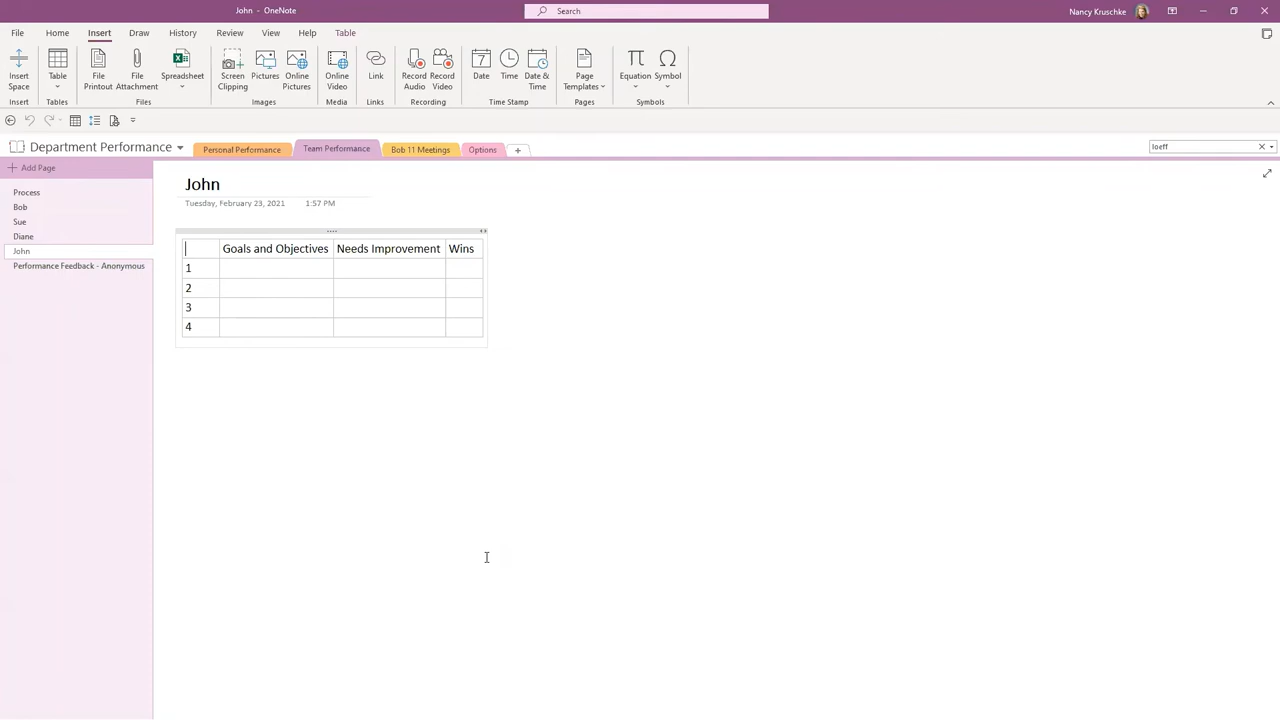 John - OneNote
Search
Nancy Kruschke
File Home Insert Draw History Review View Help Table
Insert Space
Table
File Printout
File Attachment
Spreadsheet
Screen Clipping
Pictures
Online Pictures
Online Video
Link
Record Audio
Record Video
Date
Time
Date & Time
Page Templates
Equation
Symbol
Insert Tables Files Images Media Links Recording Time Stamp Pages Symbols
Department Performance
Personal Performance Team Performance Bob 11 Meetings Options +
loeff
Add Page
Process
Bob
Sue
Diane
John
Performance Feedback - Anonymous
John
Tuesday, February 23, 2021 1:57 PM
Goals and Objectives Needs Improvement Wins
1
2
3
4